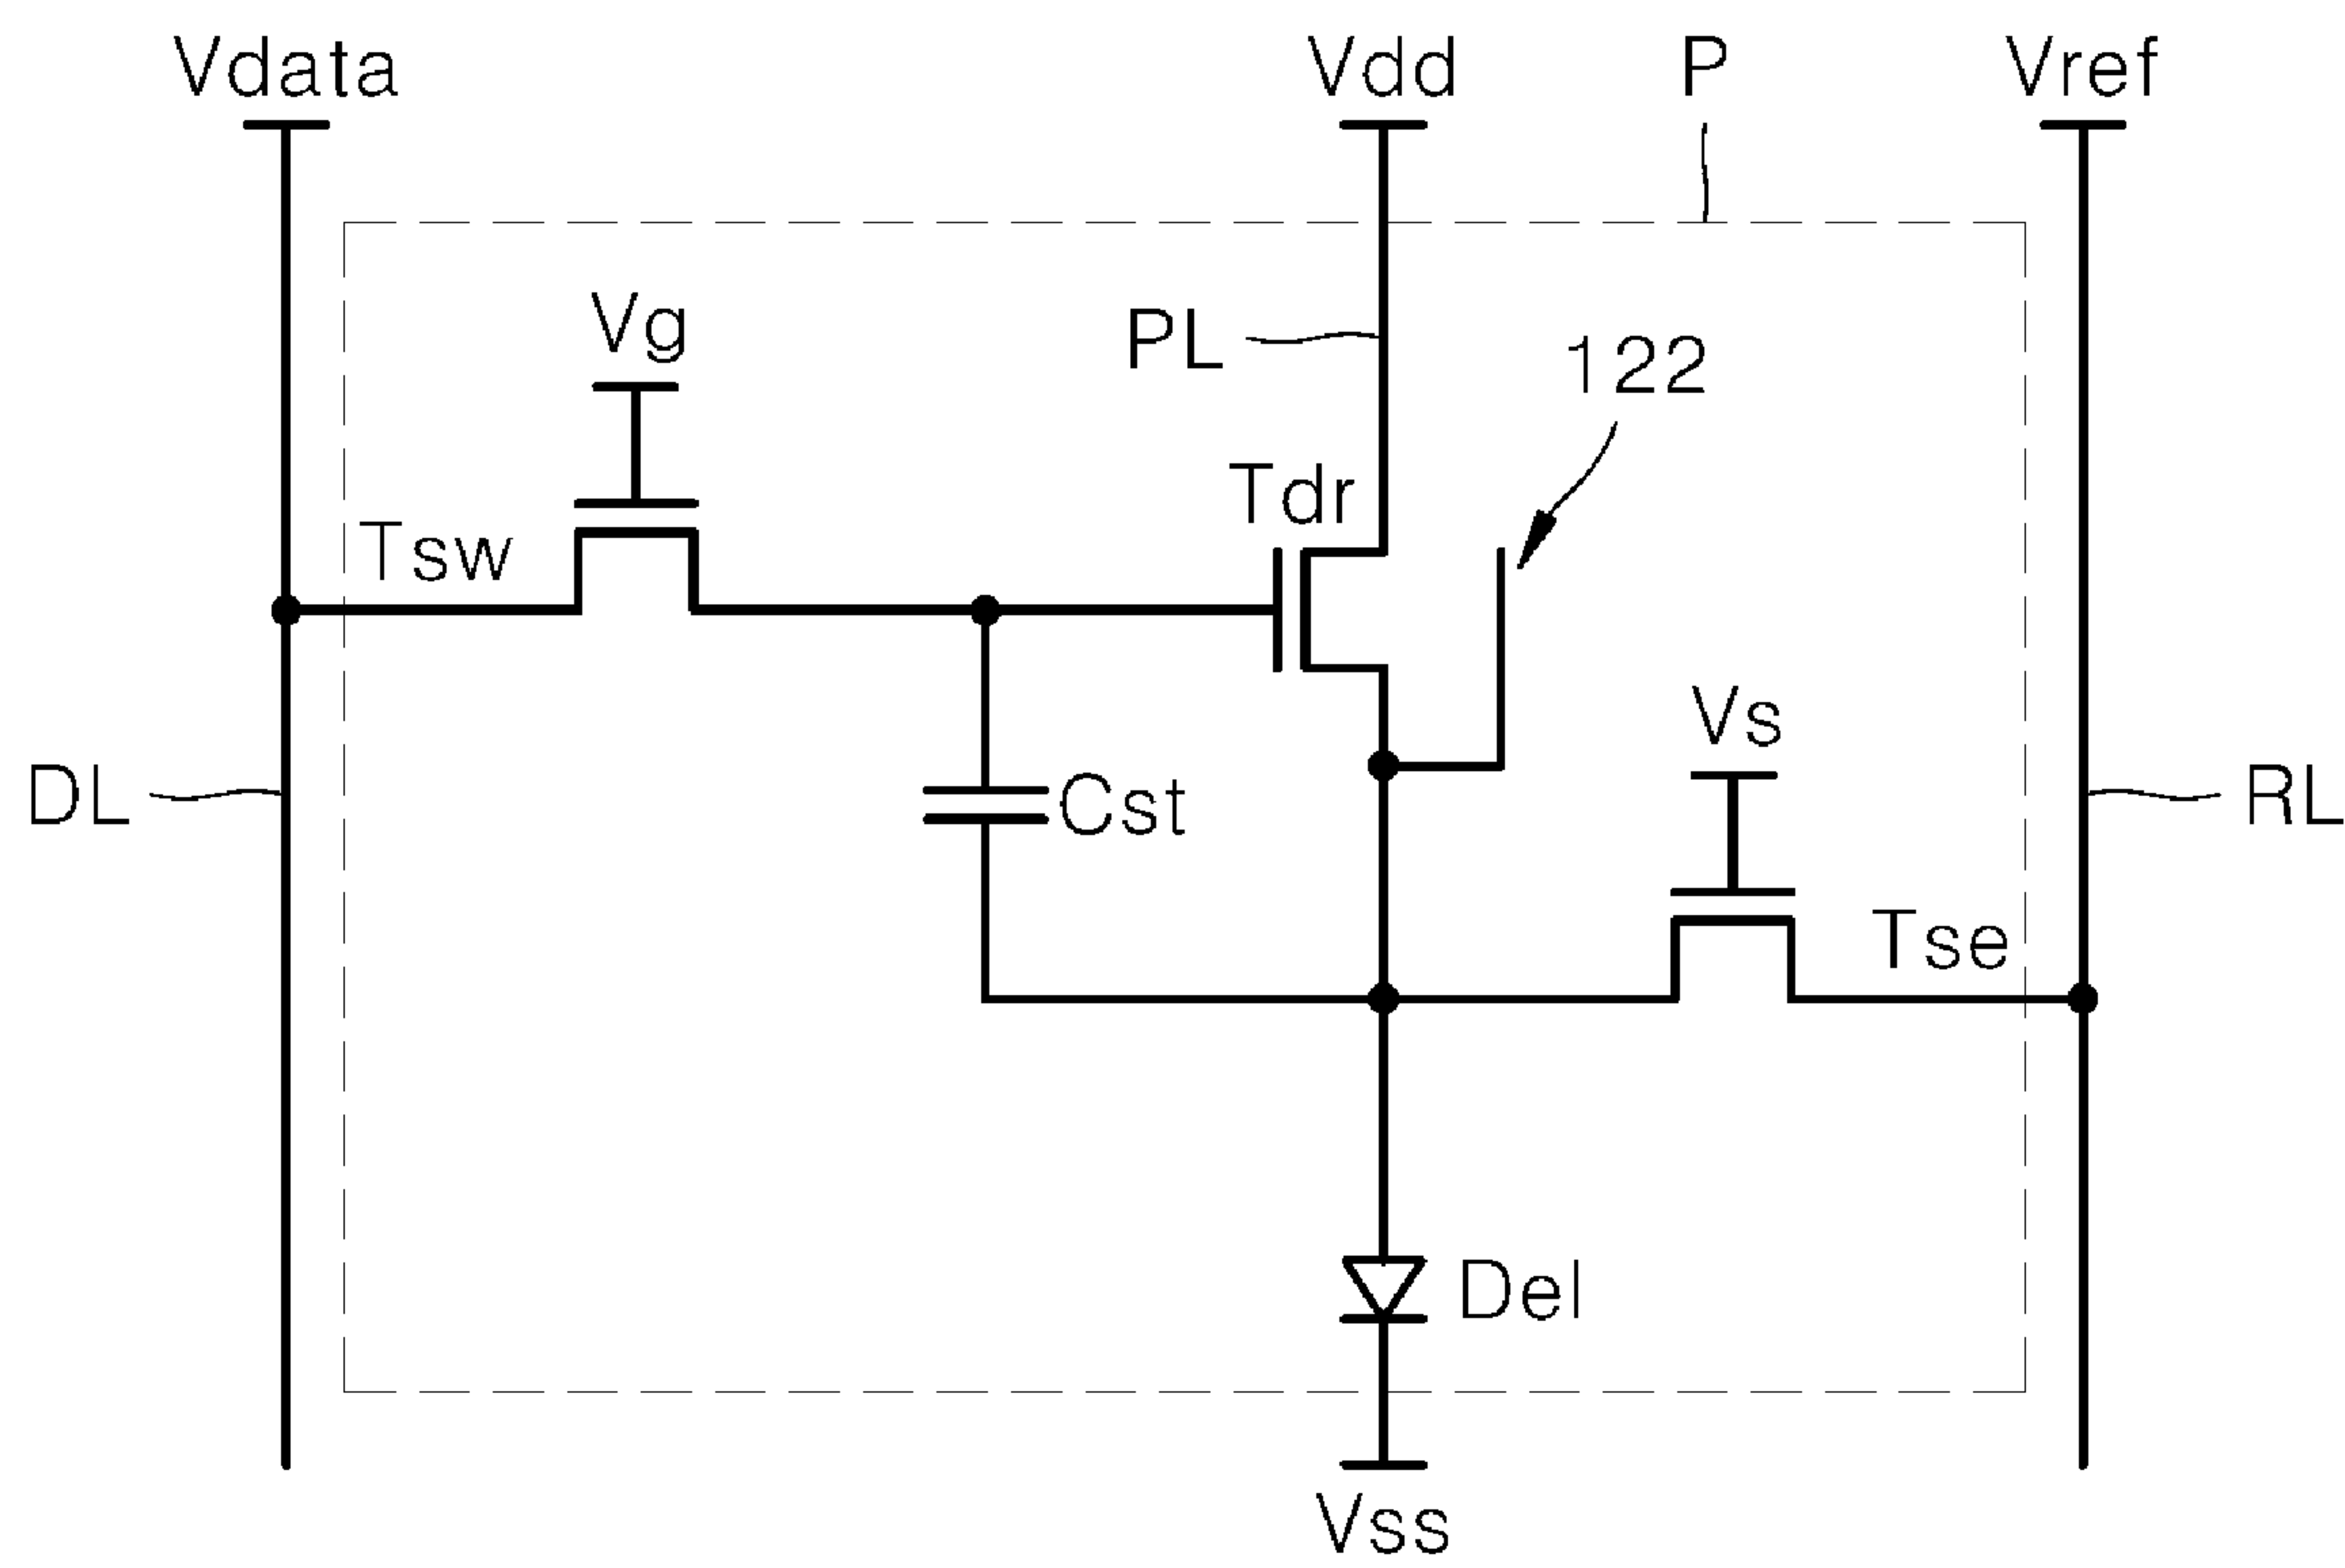 Vdata
Vdd
P
Vref
Vg
PL
122
Tdr
Tsw
Vs
DL
Cst
RL
Tse
Del
Vss